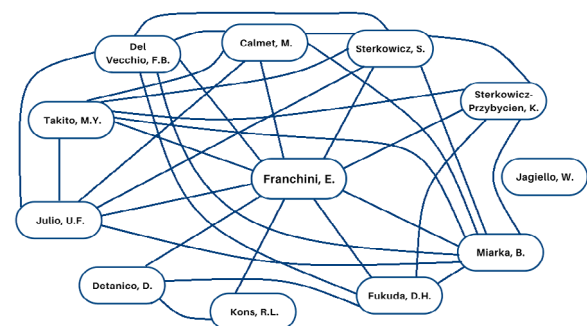 Del
Vecchio, F.B.
Calmet, M.
Sterkowicz, S.
Sterkowicz-
Przybycien, K.
Takito, M.Y.
Franchini, E.
Jagiello, W.
Julio, U.F.
Miarka, B.
Detanico, D.
Kons, R.L.
Fukuda, D.H.